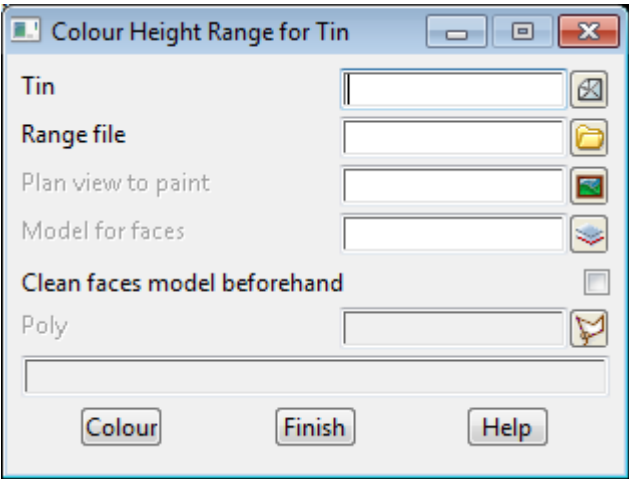 Colour Height Range for Tin
Tin
Range file
Plan view to paint
Model for faces
Clean faces model beforehand
Poly
Colour Finish Help